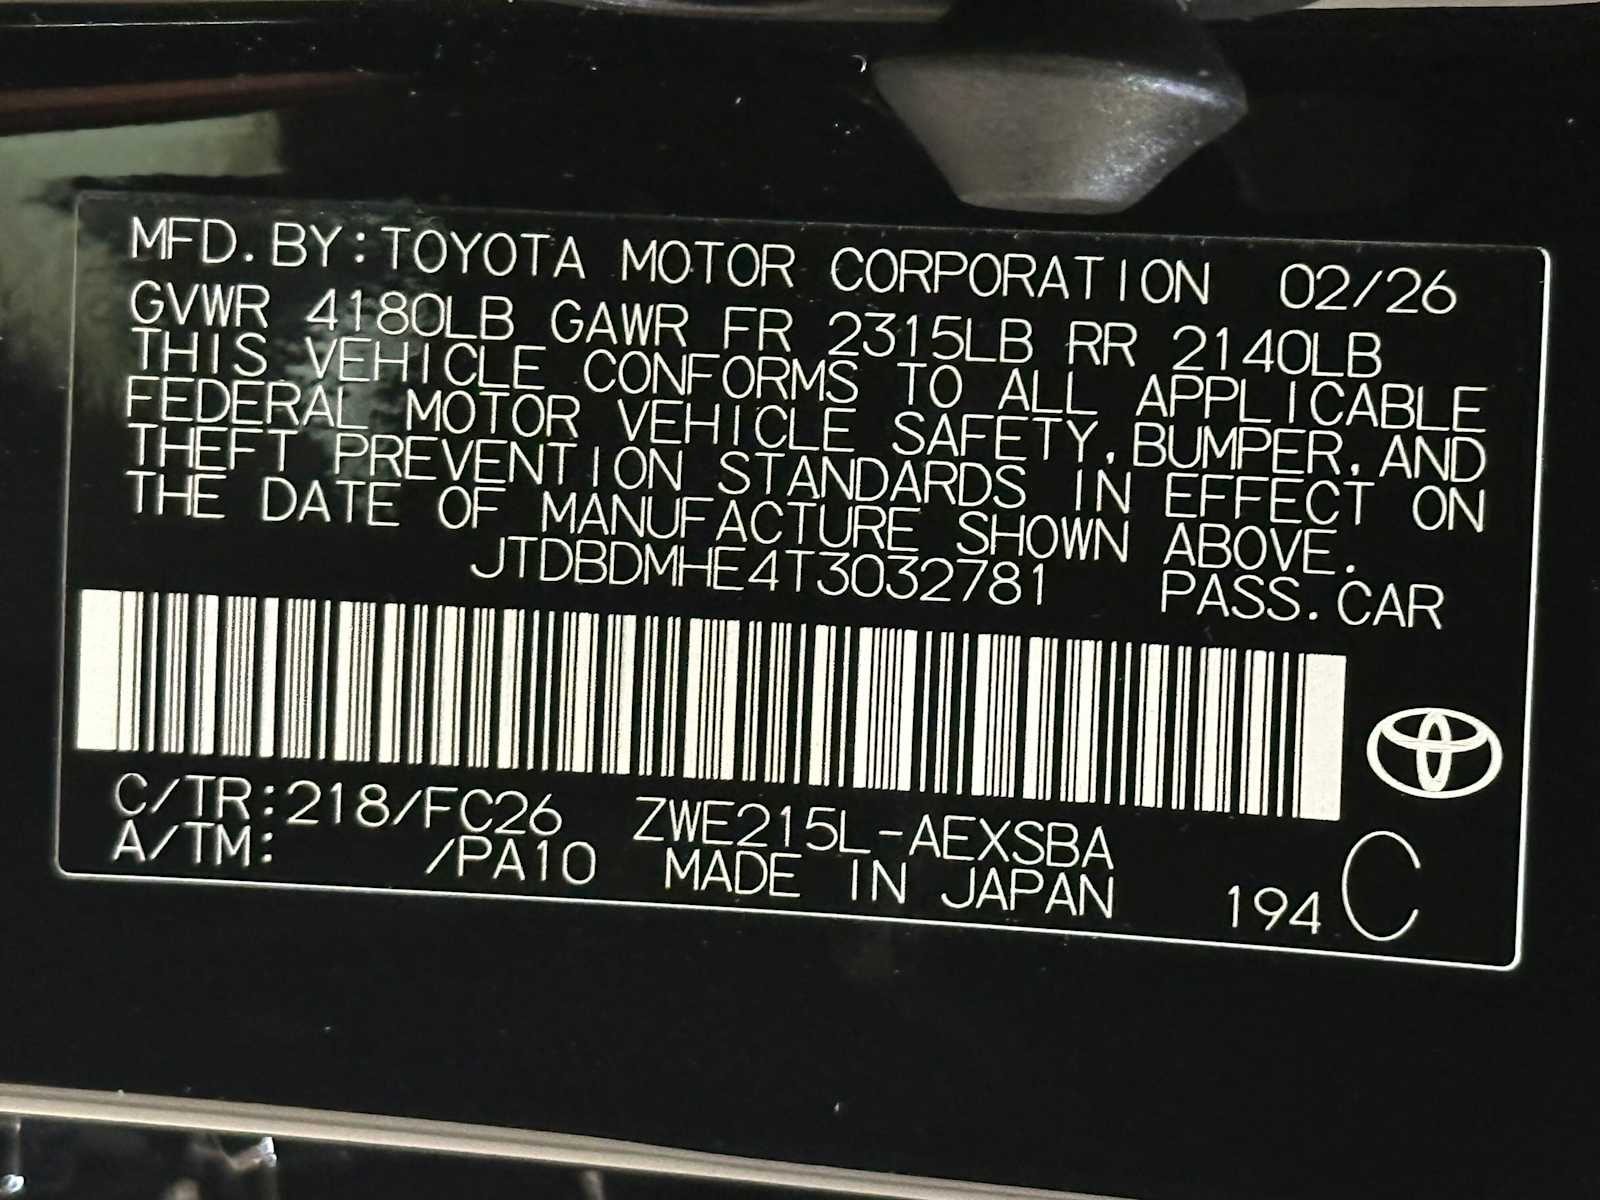 MFD.BY:TOYOTA MOTOR CORPORATION 02/26
GVWR 4180LB GAWR FR 2315LB RR 2140LB
THIS VEHICLE CONFORMS TO ALL APPLICABLE
FEDERAL MOTOR VEHICLE SAFETY,BUMPER,AND
THEFT PREVENTION STANDARDS IN EFFECT ON
THE DATE OF MANUFACTURE SHOWN ABOVE.
JTDBDMHE4T3032781 PASS.CAR
C/TR:218/FC26 ZWE215L-AEXSBA
A/TM: /PA10 MADE IN JAPAN 194 C